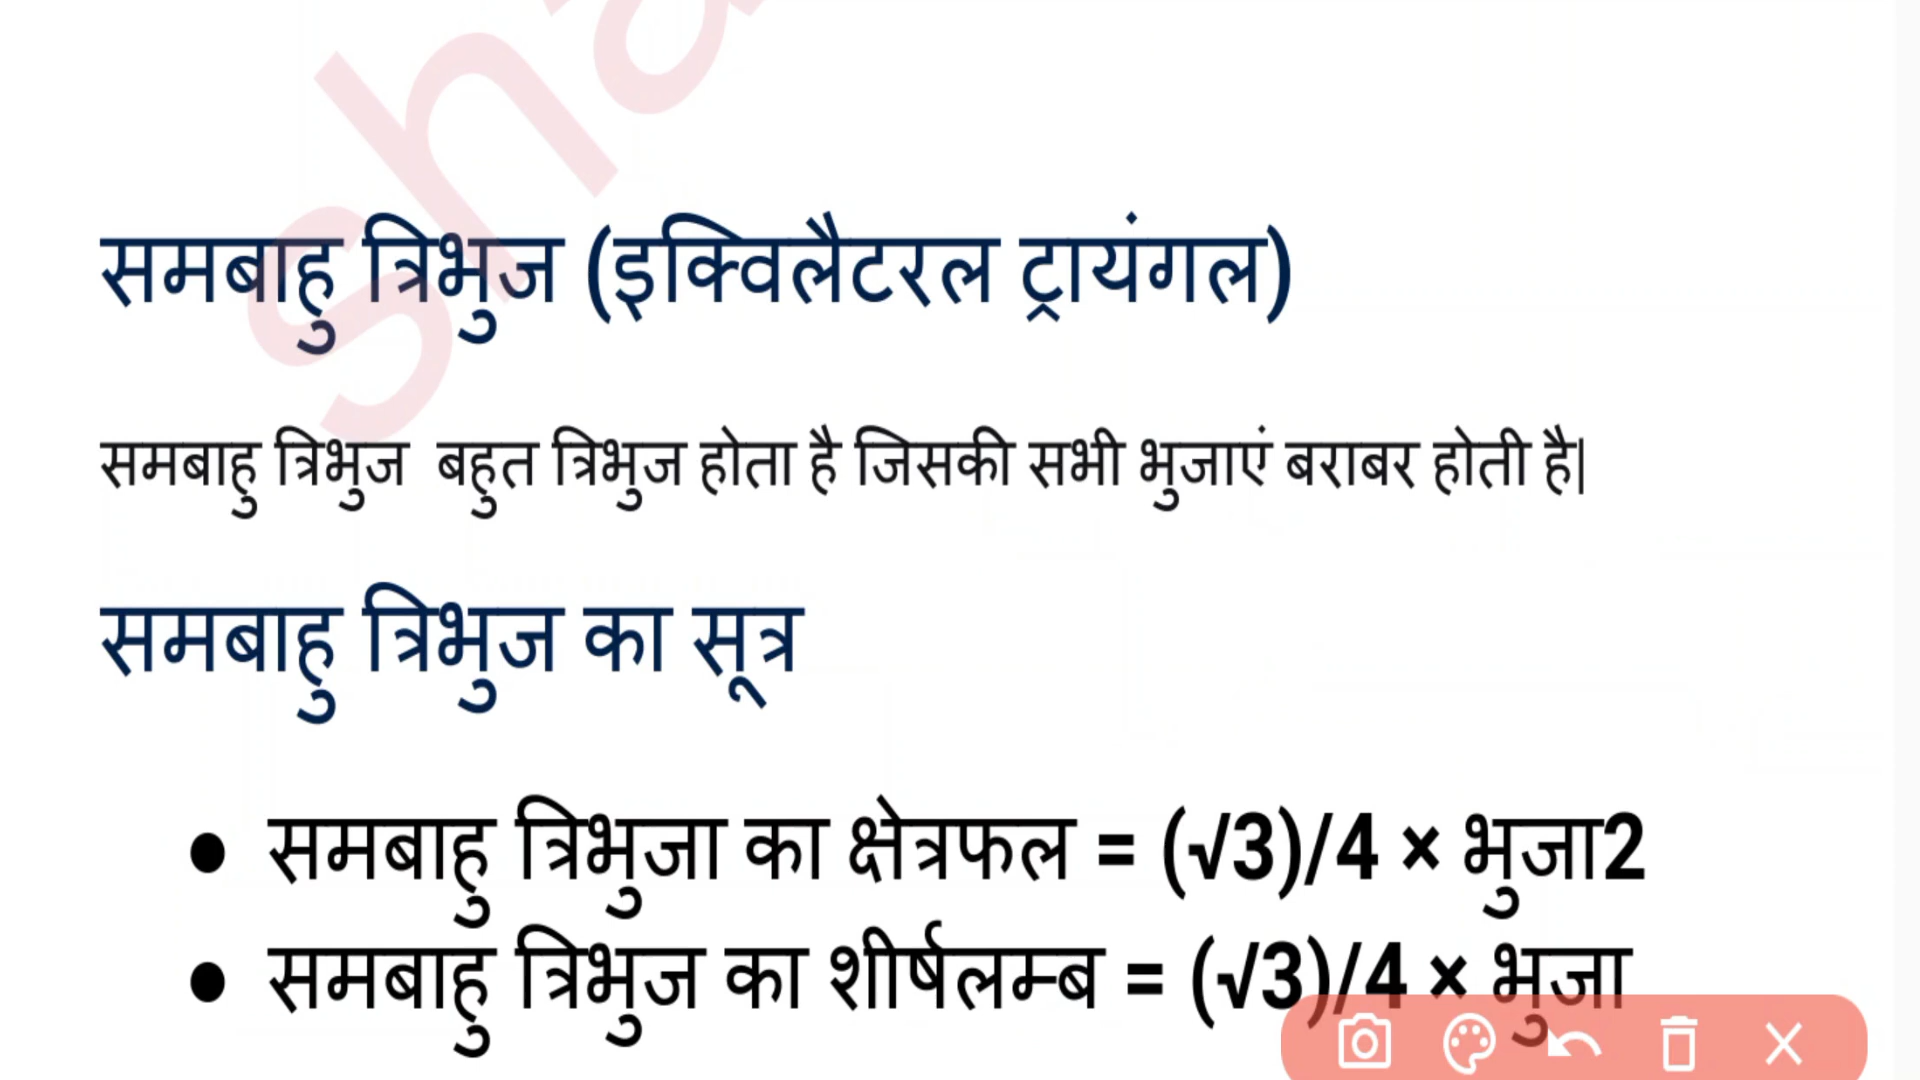 sha
समबाहु त्रिभुज (इक्विलैटरल ट्रायंगल)
समबाहु त्रिभुज बहुत त्रिभुज होता है जिसकी सभी भुजाएं बराबर होती है|
समबाहु त्रिभुज का सूत्र
● समबाहु त्रिभुजा का क्षेत्रफल = (√3)/4 × भुजा2
● समबाहु त्रिभुज का शीर्षलम्ब = (√3)/4 × भुजा